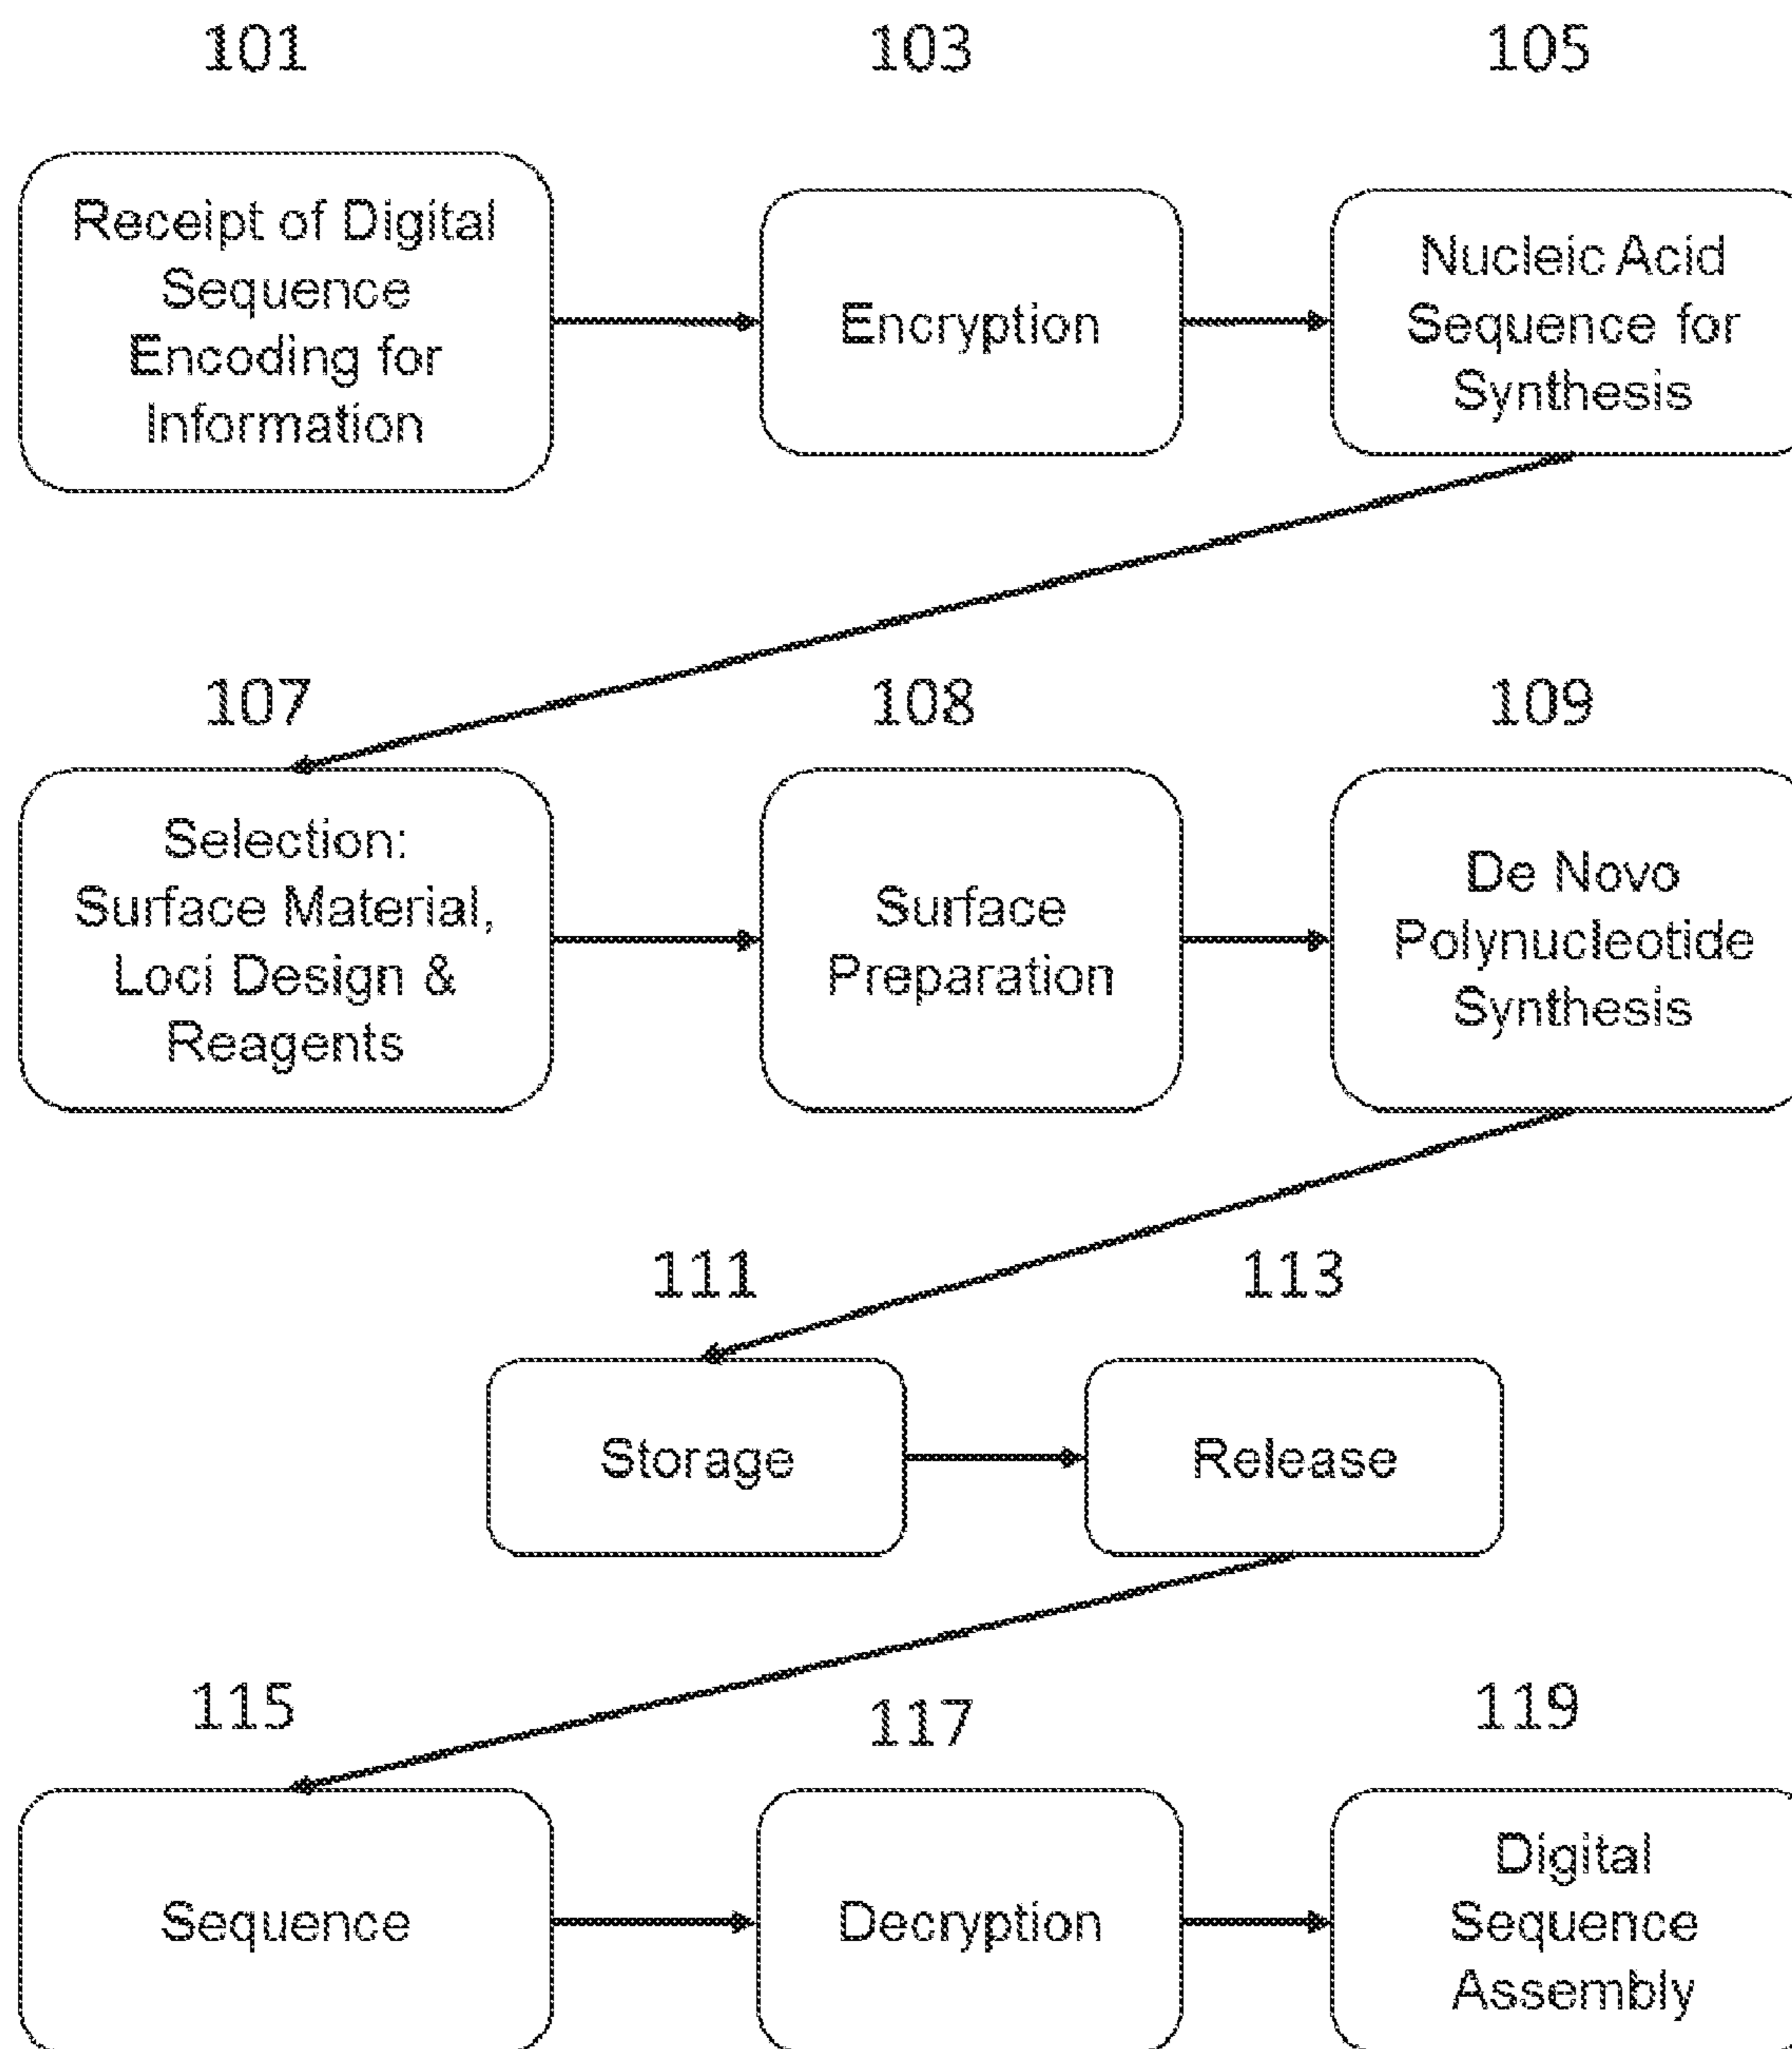 101
103
105
Receipt of Digital
Sequence
Encoding for
Information
Encryption
Nucleic Acid
Sequence for
Synthesis
107
108
109
Selection:
Surface Material,
Loci Design &
Reagents
Surface
Preparation
De Novo
Polynucleotide
Synthesis
111
113
Storage
Release
115
117
119
Sequence
Decryption
Digital
Sequence
Assembly